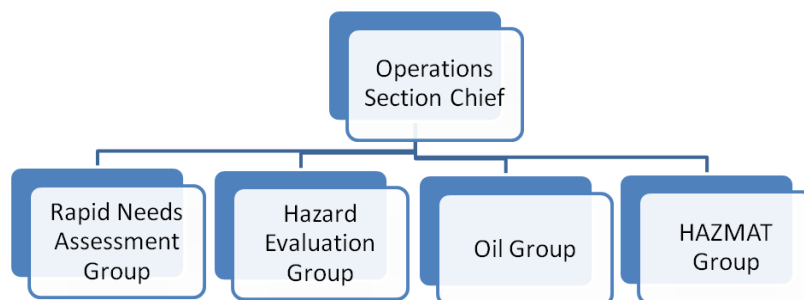 Operations
Section Chief
Rapid Needs
Assessment
Group
Hazard
Evaluation
Group
Oil Group
HAZMAT
Group